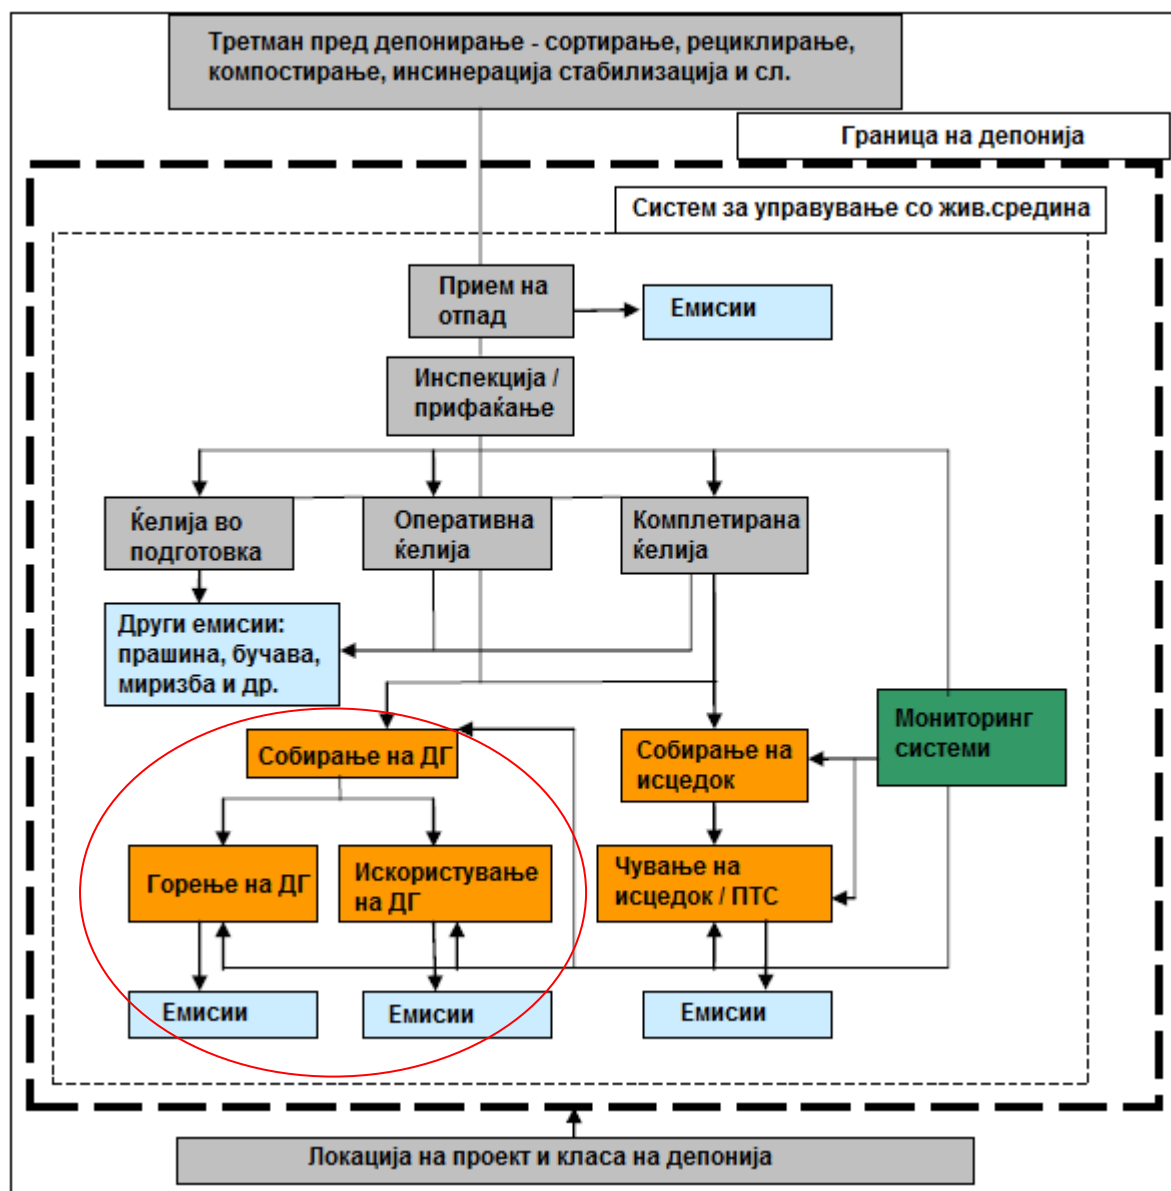 Третман пред депонирање - сортирање, рециклирање,
компостирање, инсинерација стабилизација и сл.
Граница на депонија
Систем за управување со жив.средина
Прием на
отпад
Емисии
Инспекција /
прифаќање
Ќелија во
подготовка
Оперативна
ќелија
Комплетирана
ќелија
Други емисии:
прашина, бучава,
миризба и др.
Мониторинг
системи
Собирање на ДГ
Собирање на
исцедок
Горење на ДГ
Искористување
на ДГ
Чување на
исцедок / ПТС
Емисии
Емисии
Емисии
Локација на проект и класа на депонија